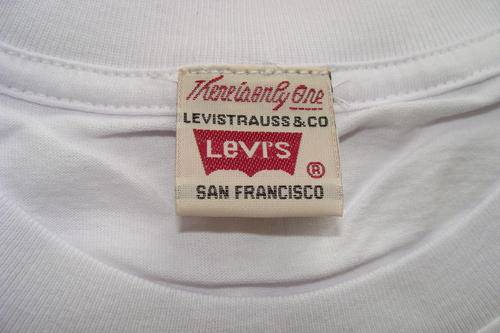 There is only One
LEVI STRAUSS & CO
LEVI'S
®
SAN FRANCISCO